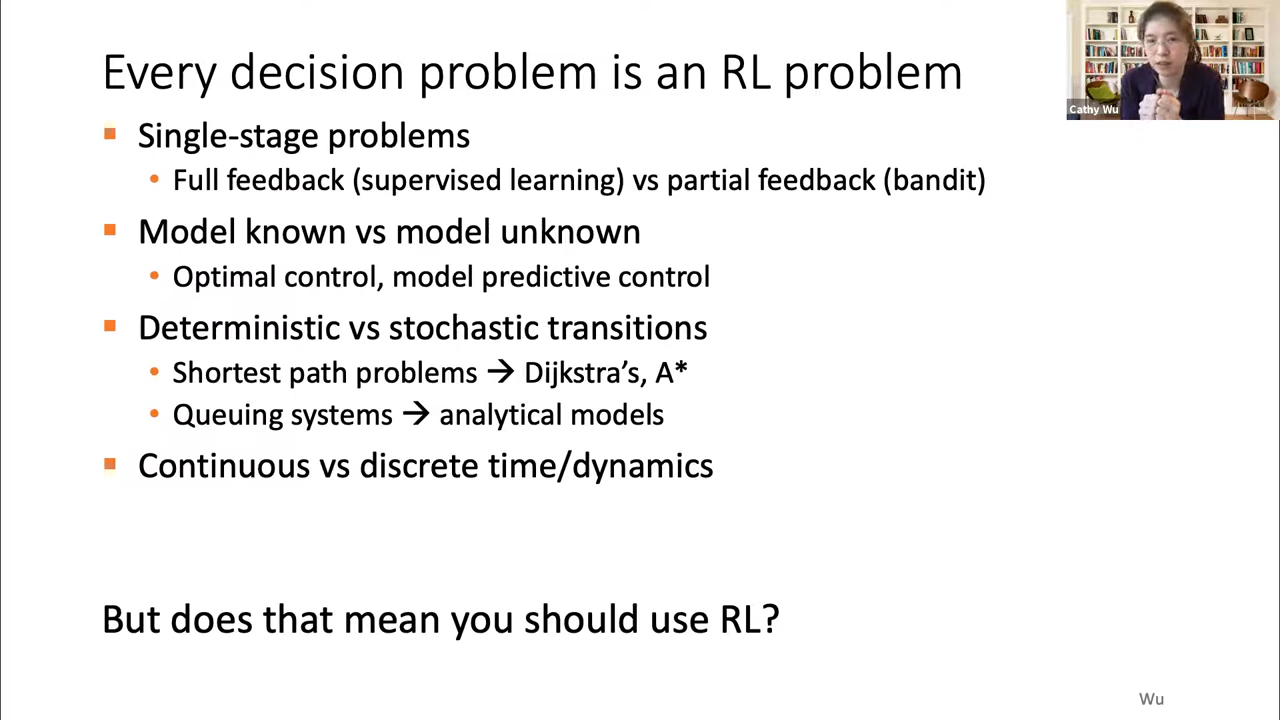 Every decision problem is an RL problem
▪ Single-stage problems
• Full feedback (supervised learning) vs partial feedback (bandit)
▪ Model known vs model unknown
• Optimal control, model predictive control
▪ Deterministic vs stochastic transitions
• Shortest path problems → Dijkstra's, A*
• Queuing systems → analytical models
▪ Continuous vs discrete time/dynamics
But does that mean you should use RL?
Wu
Cathy Wu